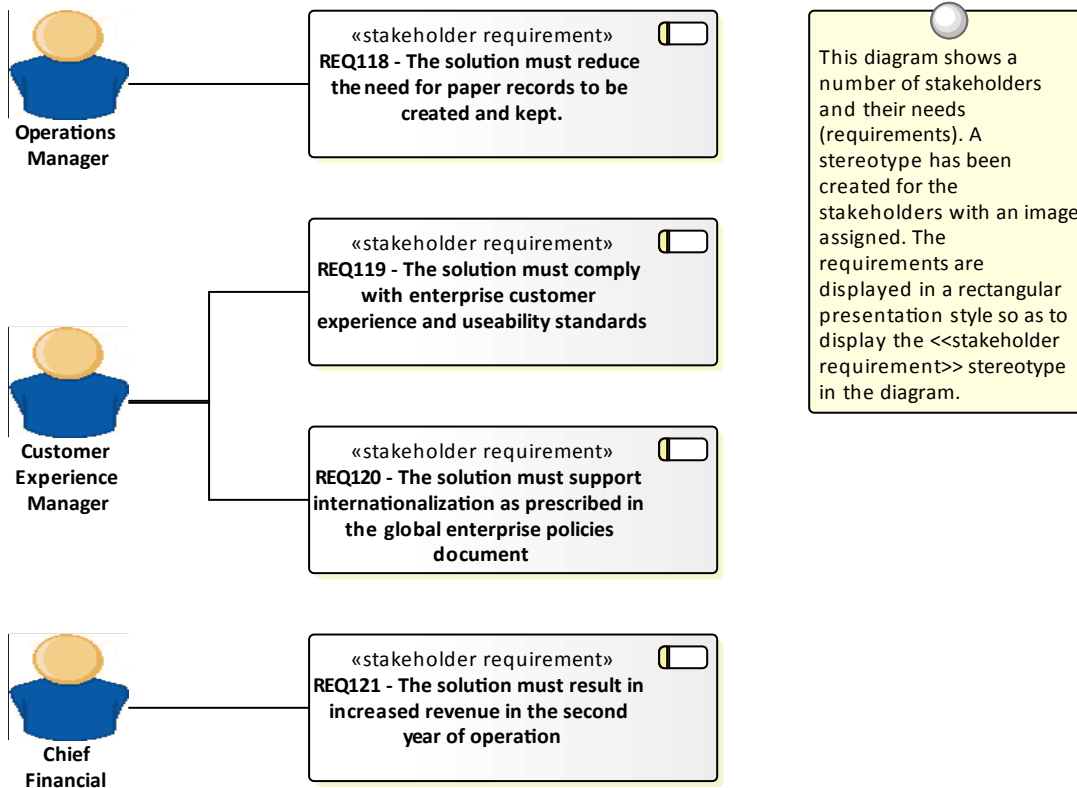 «stakeholder requirement»
REQ118 - The solution must reduce
the need for paper records to be
created and kept.
Operations
Manager
«stakeholder requirement»
REQ119 - The solution must comply
with enterprise customer
experience and useability standards
Customer
Experience
Manager
«stakeholder requirement»
REQ120 - The solution must support
internationalization as prescribed in
the global enterprise policies
document
«stakeholder requirement»
REQ121 - The solution must result in
increased revenue in the second
year of operation
Chief
Financial
This diagram shows a
number of stakeholders
and their needs
(requirements). A
stereotype has been
created for the
stakeholders with an image
assigned. The
requirements are
displayed in a rectangular
presentation style so as to
display the <<stakeholder
requirement>> stereotype
in the diagram.